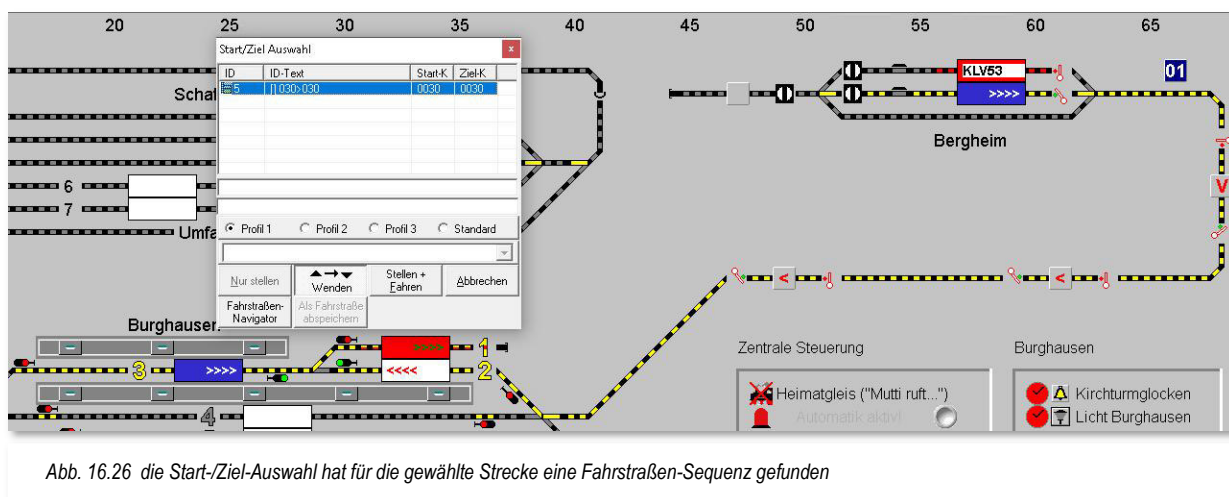 20 25 30 35 40 45 50 55 60 65
Start/Ziel Auswahl x
ID ID-Text Start-K Ziel-K
5 ∏ 030>030 0030 0030
KLV53
01
>>>>
Bergheim
6
7
V
Profil 1 Profil 2 Profil 3 Standard
Nur stellen
Wenden
Stellen +
Fahren
Abbrechen
Fahrstraßen-
Navigator
Als Fahrstraße
abspeichern
< <
Burghausen
>>>> 1
3 >>>> <<<< 2
4
Zentrale Steuerung
Heimatgleis ("Mutti ruft...")
Automatik aktivi
Burghausen
Kirchturmglocken
Licht Burghausen
Abb. 16.26 die Start-/Ziel-Auswahl hat für die gewählte Strecke eine Fahrstraßen-Sequenz gefunden